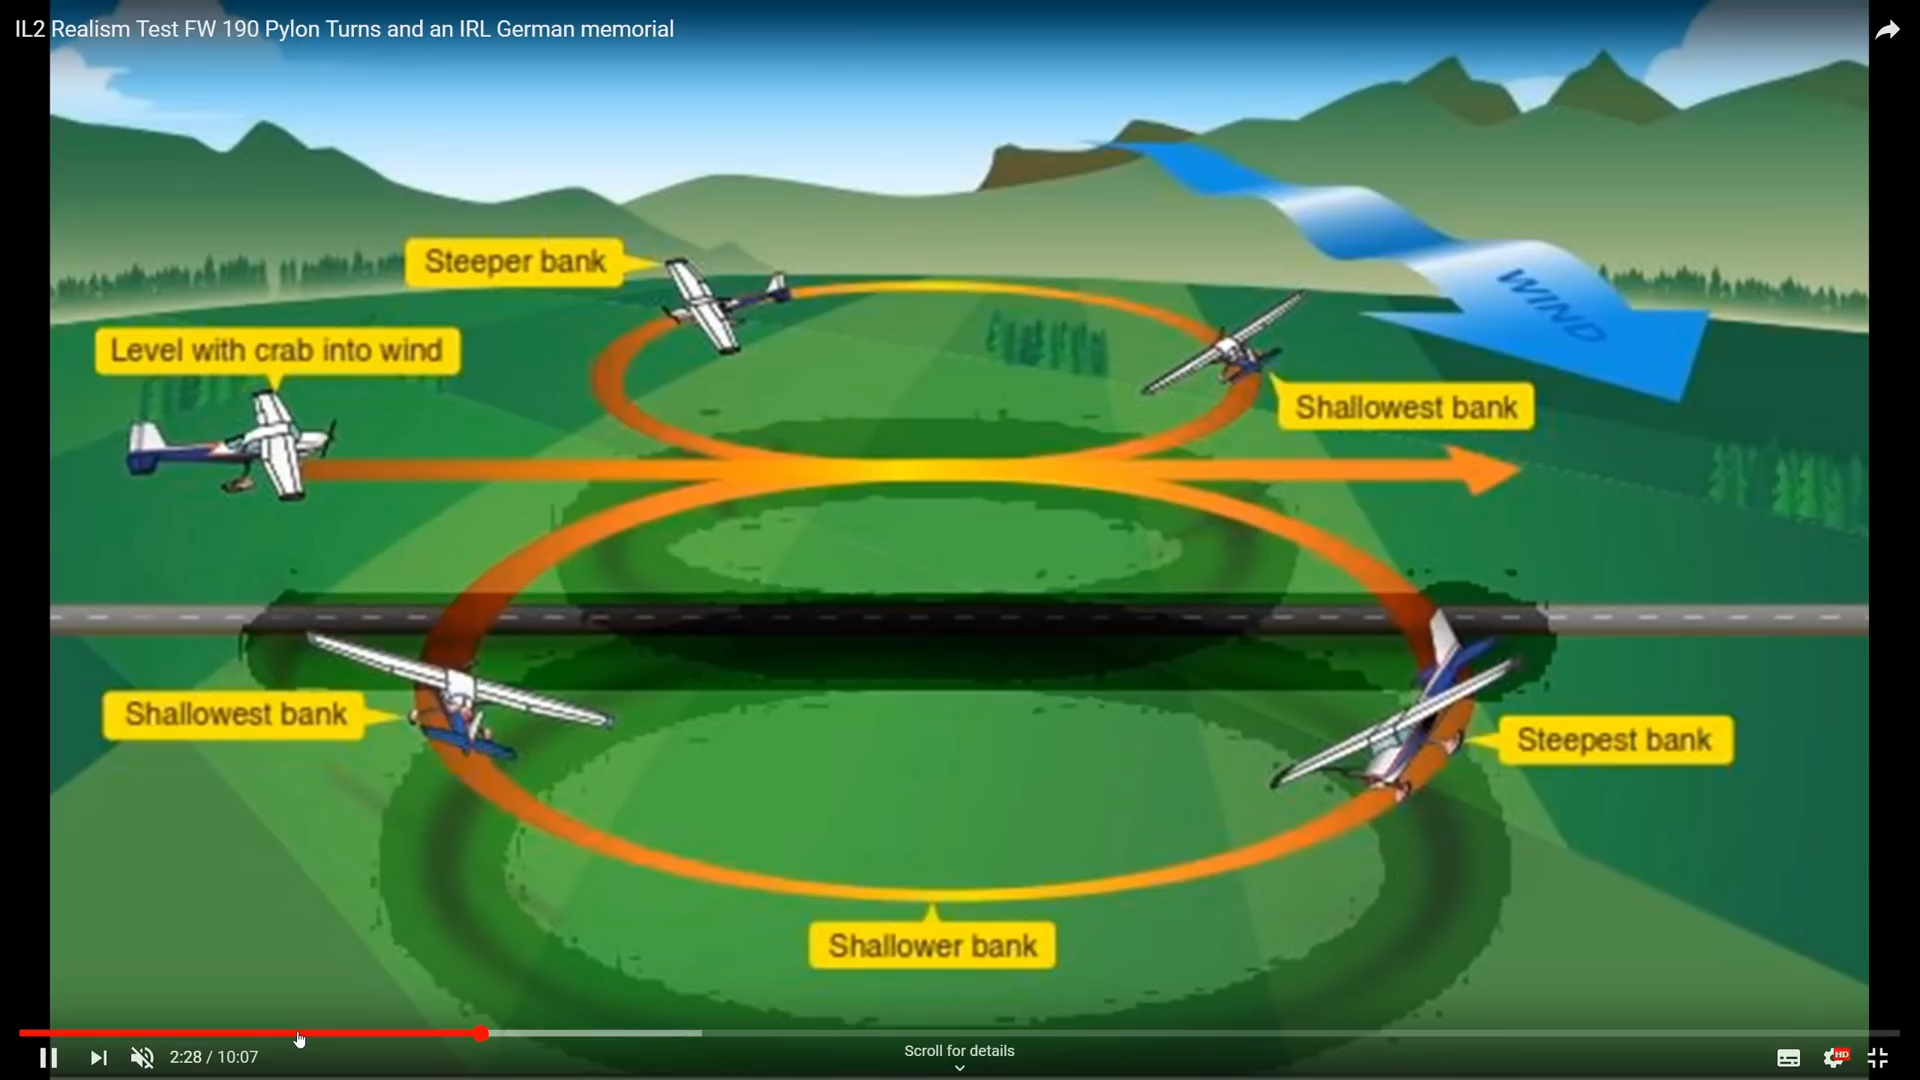 IL2 Realism Test FW 190 Pylon Turns and an IRL German memorial
Steeper bank
WIND
Level with crab into wind
Shallowest bank
Shallowest bank
Steepest bank
Shallower bank
2:28 / 10:07
Scroll for details
HD